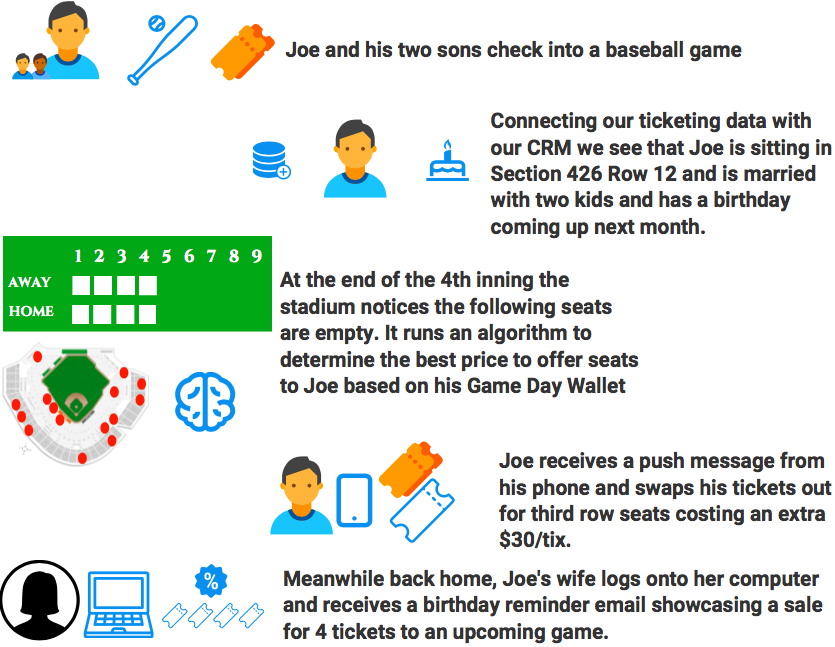 Joe and his two sons check into a baseball game
Connecting our ticketing data with
our CRM we see that Joe is sitting in
Section 426 Row 12 and is married
with two kids and has a birthday
coming up next month.
1 2 3 4 5 6 7 8 9
AWAY
HOME
At the end of the 4th inning the
stadium notices the following seats
are empty. It runs an algorithm to
determine the best price to offer seats
to Joe based on his Game Day Wallet
Joe receives a push message from
his phone and swaps his tickets out
for third row seats costing an extra
$30/tix.
%
Meanwhile back home, Joe's wife logs onto her computer
and receives a birthday reminder email showcasing a sale
for 4 tickets to an upcoming game.